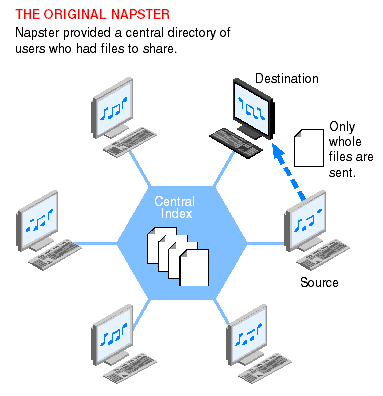 THE ORIGINAL NAPSTER
Napster provided a central directory of
users who had files to share.
Destination
Only
whole
files are
sent.
Central
Index
Source